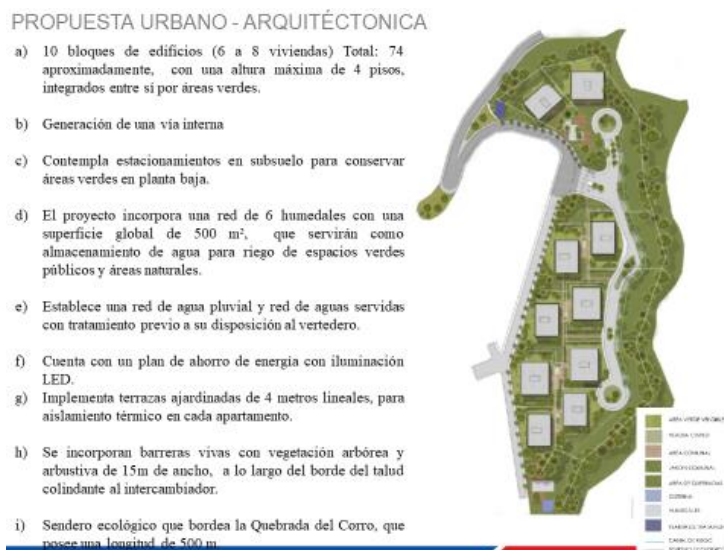 PROPUESTA URBANO - ARQUITÉCTONICA
a) 10 bloques de edificios (6 a 8 viviendas) Total: 74
aproximadamente, con una altura máxima de 4 pisos,
integrados entre sí por áreas verdes.
b) Generación de una vía interna
c) Contempla estacionamientos en subsuelo para conservar
áreas verdes en planta baja.
d) El proyecto incorpora una red de 6 humedales con una
superficie global de 500 m², que servirán como
almacenamiento de agua para riego de espacios verdes
públicos y áreas naturales.
e) Establece una red de agua pluvial y red de aguas servidas
con tratamiento previo a su disposición al vertedero.
f) Cuenta con un plan de ahorro de energía con iluminación
LED.
g) Implementa terrazas ajardinadas de 4 metros lineales, para
aislamiento térmico en cada apartamento.
h) Se incorporan barreras vivas con vegetación arbórea y
arbustiva de 15m de ancho, a lo largo del borde del talud
colindante al intercambiador.
i) Sendero ecológico que bordea la Quebrada del Corro, que
posee una longitud de 500 m
ÁREA COMUNAL